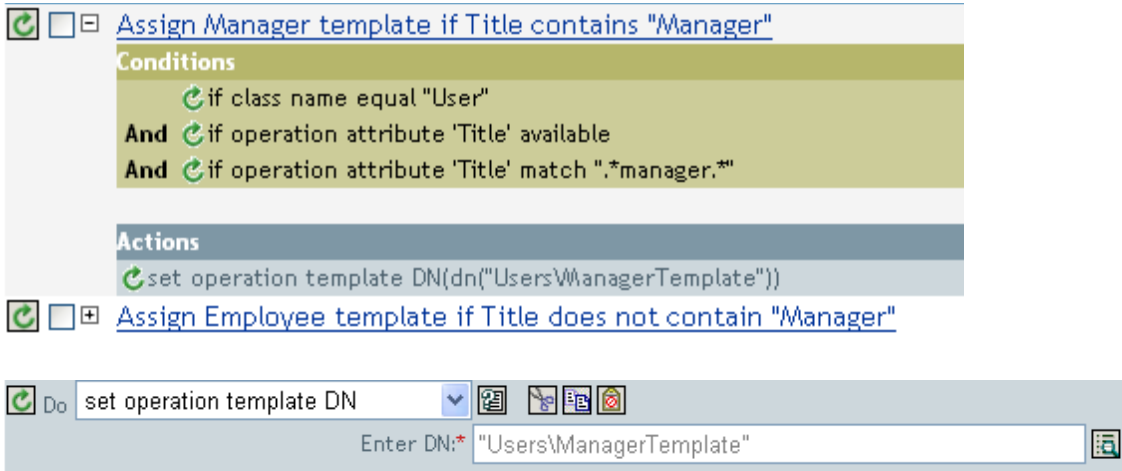 Assign Manager template if Title contains "Manager"
Conditions
if class name equal "User"
And if operation attribute 'Title' available
And if operation attribute 'Title' match ".*manager.*"
Actions
set operation template DN(dn("Users\ManagerTemplate"))
Assign Employee template if Title does not contain "Manager"
Do set operation template DN
Enter DN:* "Users\ManagerTemplate"